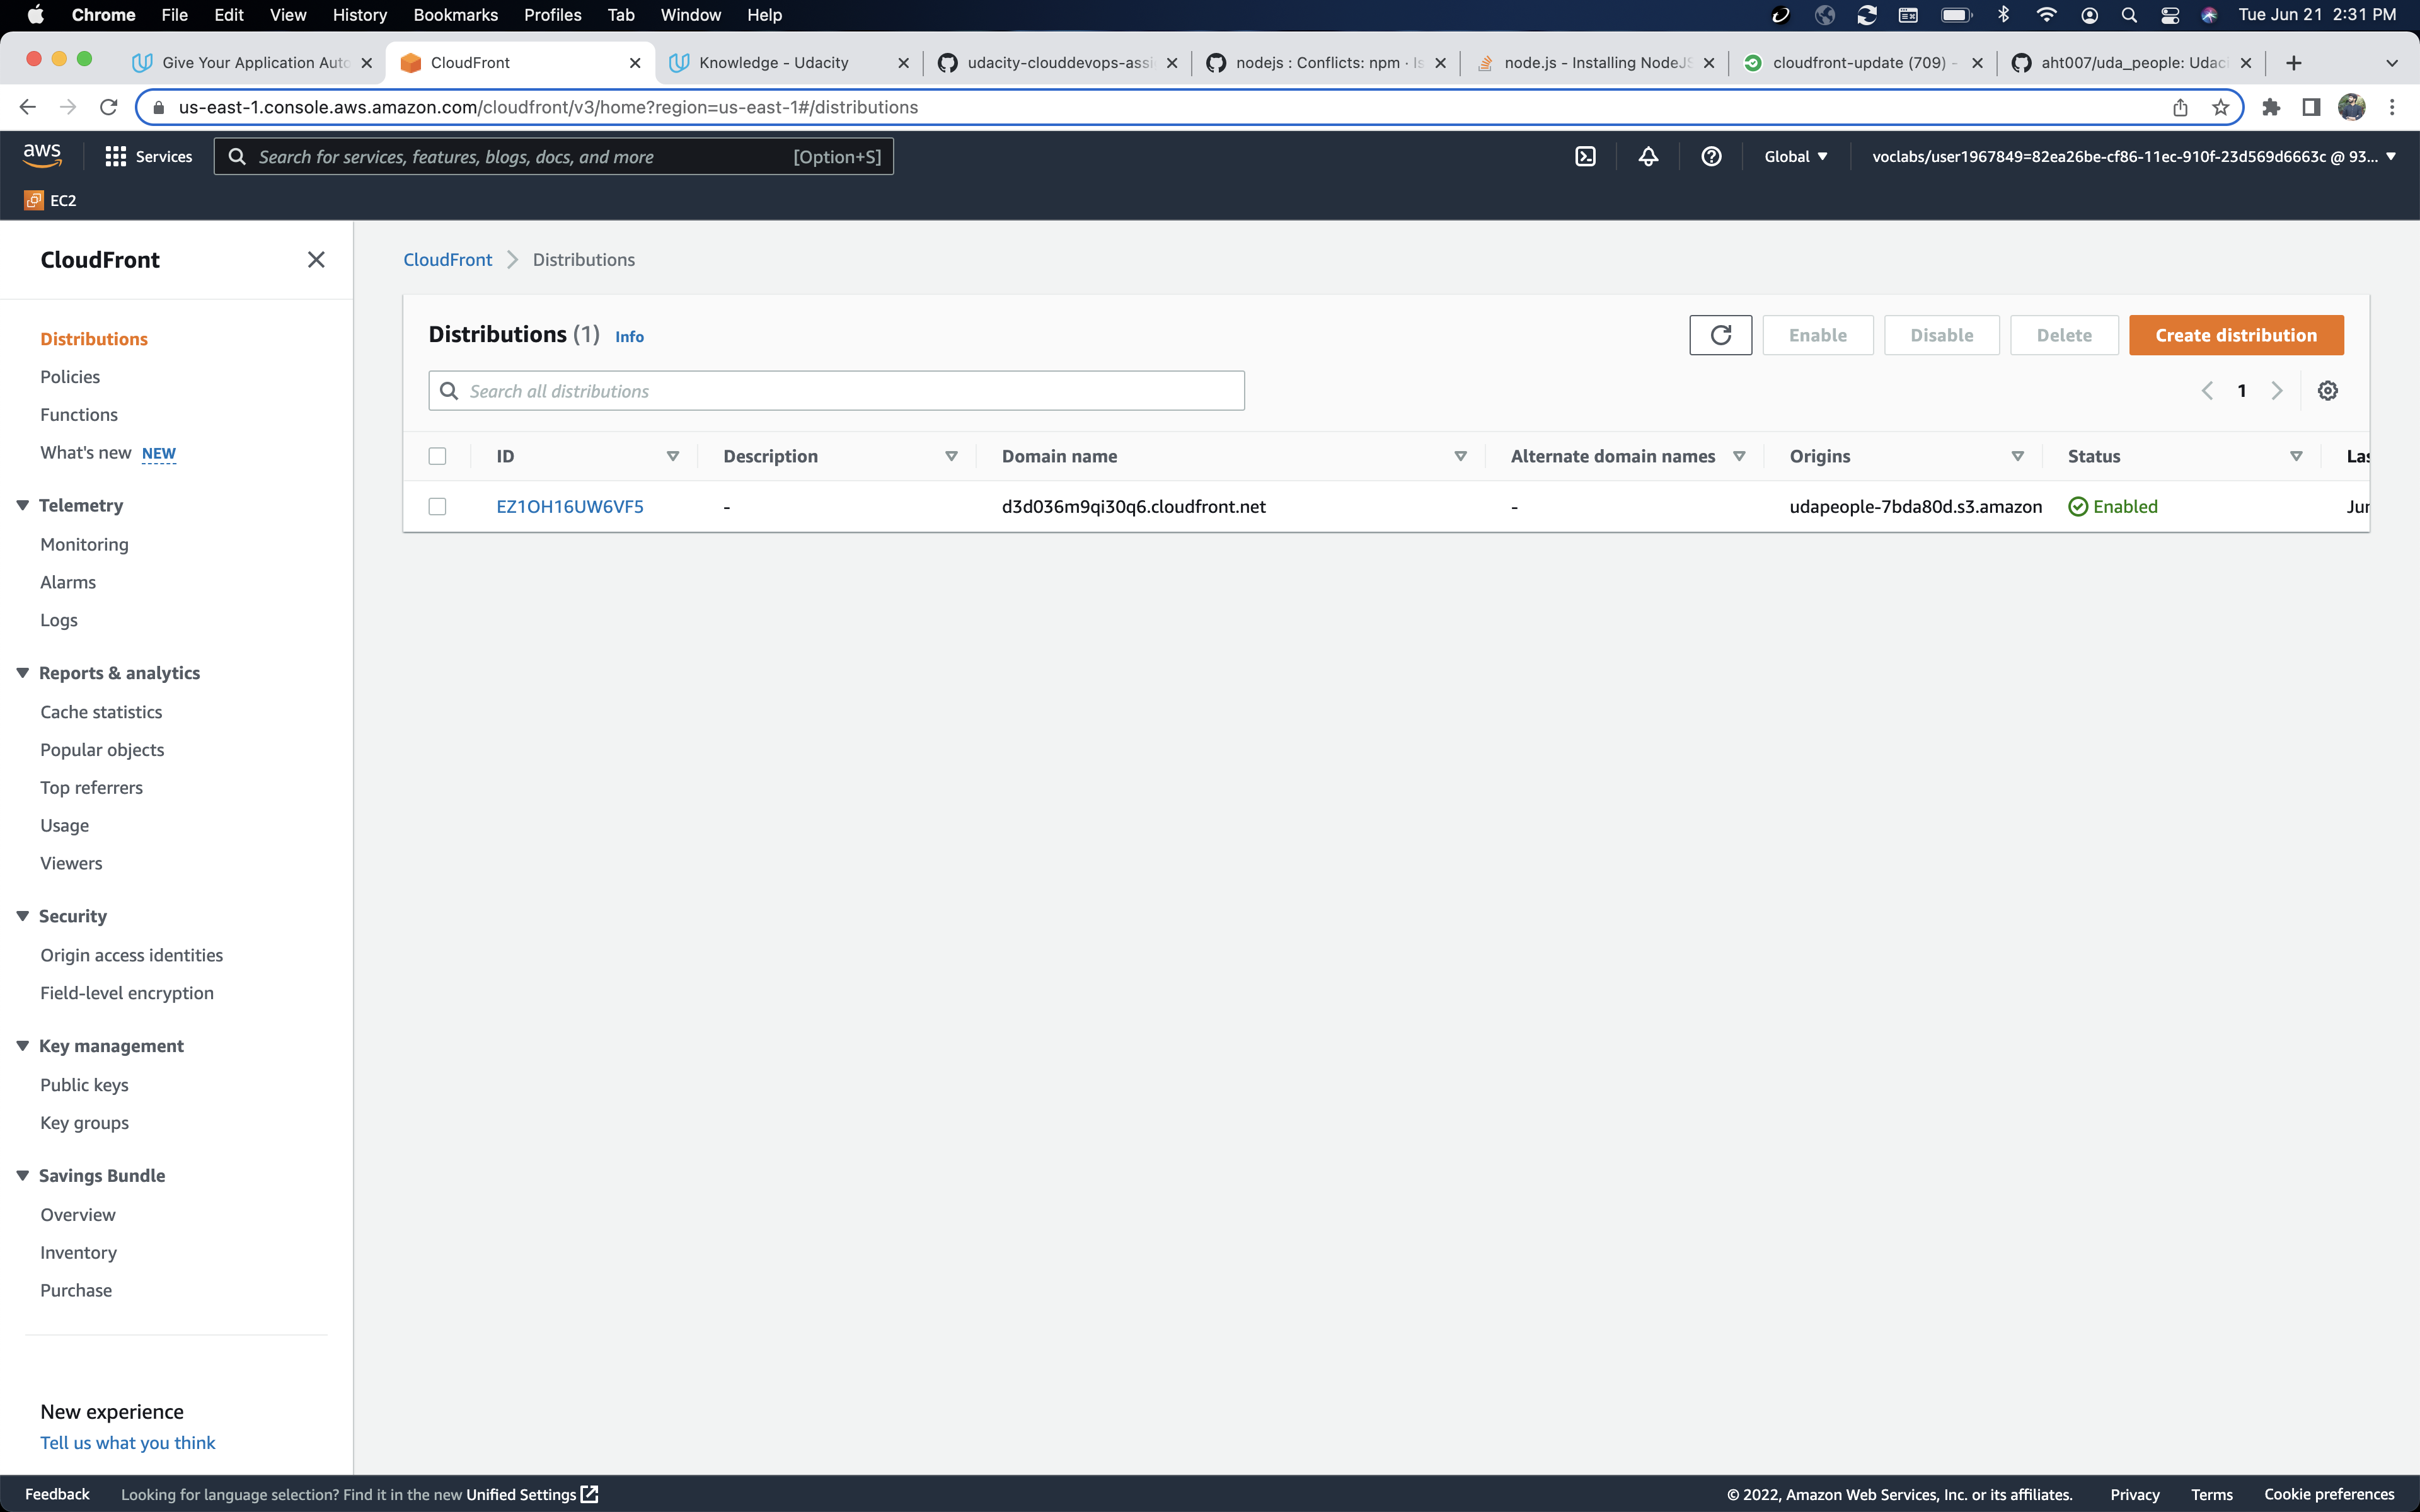 Chrome File Edit View History Bookmarks Profiles Tab Window Help Tue Jun 21 2:31 PM
Give Your Application Auto CloudFront Knowledge - Udacity udacity-clouddevops-assi nodejs : Conflicts: npm · Is node.js - Installing NodeJS cloudfront-update (709) - aht007/uda_people: Udaci
us-east-1.console.aws.amazon.com/cloudfront/v3/home?region=us-east-1#/distributions
aws Services Search for services, features, blogs, docs, and more [Option+S] Global voclabs/user1967849=82ea26be-cf86-11ec-910f-23d569d6663c @ 93...
EC2
CloudFront
Distributions
Policies
Functions
What's new NEW
Telemetry
Monitoring
Alarms
Logs
Reports & analytics
Cache statistics
Popular objects
Top referrers
Usage
Viewers
Security
Origin access identities
Field-level encryption
Key management
Public keys
Key groups
Savings Bundle
Overview
Inventory
Purchase
New experience
Tell us what you think
CloudFront Distributions
Distributions (1) Info Enable Disable Delete Create distribution
Search all distributions 1
ID Description Domain name Alternate domain names Origins Status Las
EZ1OH16UW6VF5 - d3d036m9qi30q6.cloudfront.net - udapeople-7bda80d.s3.amazon Enabled Jun
Feedback Looking for language selection? Find it in the new Unified Settings © 2022, Amazon Web Services, Inc. or its affiliates. Privacy Terms Cookie preferences